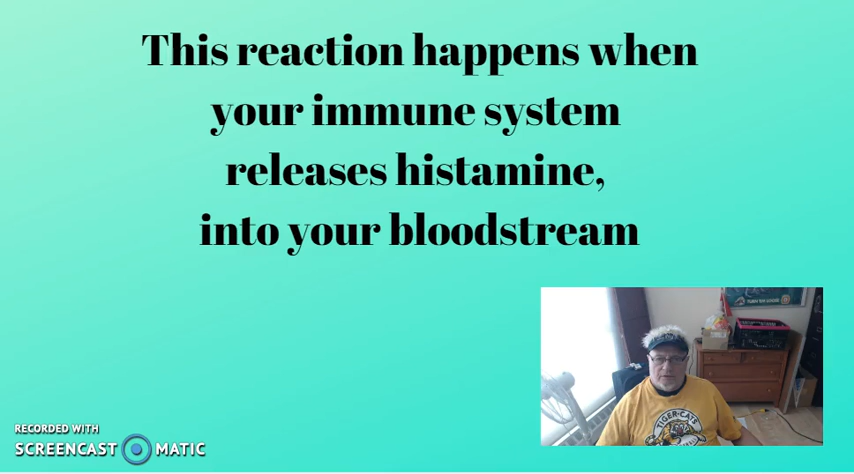 This reaction happens when
your immune system
releases histamine,
into your bloodstream
TIGER-CATS
RECORDED WITH
SCREENCAST MATIC